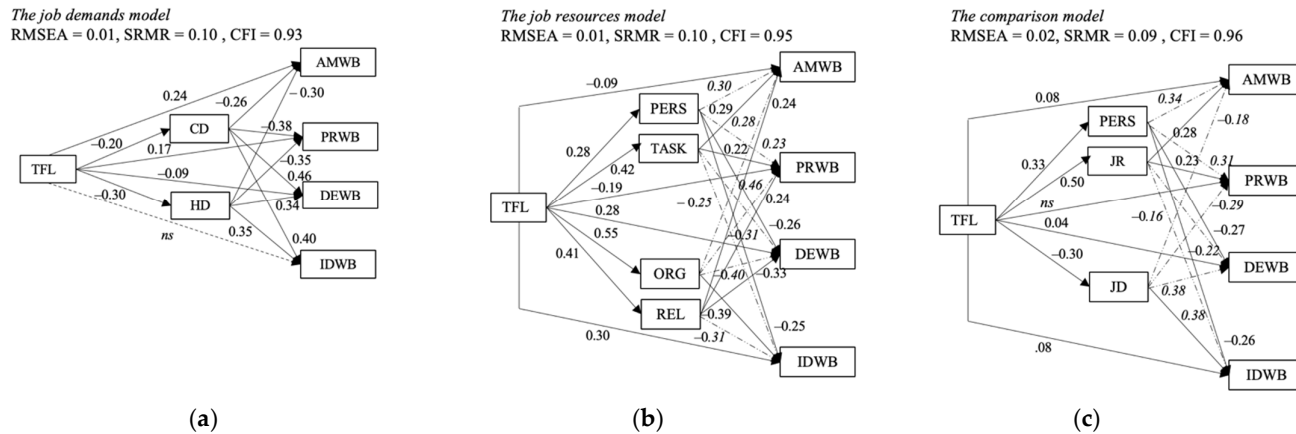 The job demands model
RMSEA = 0.01, SRMR = 0.10 , CFI = 0.93
AMWB
0.24
−0.26
−0.30
CD
−0.38
PRWB
−0.20
0.17
−0.35
TFL
−0.09
0.46
DEWB
−0.30
HD
0.34
ns
0.35
0.40
IDWB
(a)
The job resources model
RMSEA = 0.01, SRMR = 0.10 , CFI = 0.95
−0.09
AMWB
0.30
PERS
0.29
0.24
0.28
TASK
0.22
0.23
0.28
0.42
PRWB
−0.19
0.46
−0.25
0.24
TFL
0.28
−0.26
−0.31
0.55
DEWB
0.41
ORG
−0.40
−0.33
REL
−0.39
−0.25
0.30
−0.31
IDWB
(b)
The comparison model
RMSEA = 0.02, SRMR = 0.09 , CFI = 0.96
0.08
AMWB
0.34
PERS
−0.18
0.28
JR
0.23
0.31
0.33
PRWB
0.50
ns
−0.29
−0.16
TFL
0.04
−0.27
−0.22
−0.30
DEWB
JD
0.38
0.38
−0.26
.08
IDWB
(c)